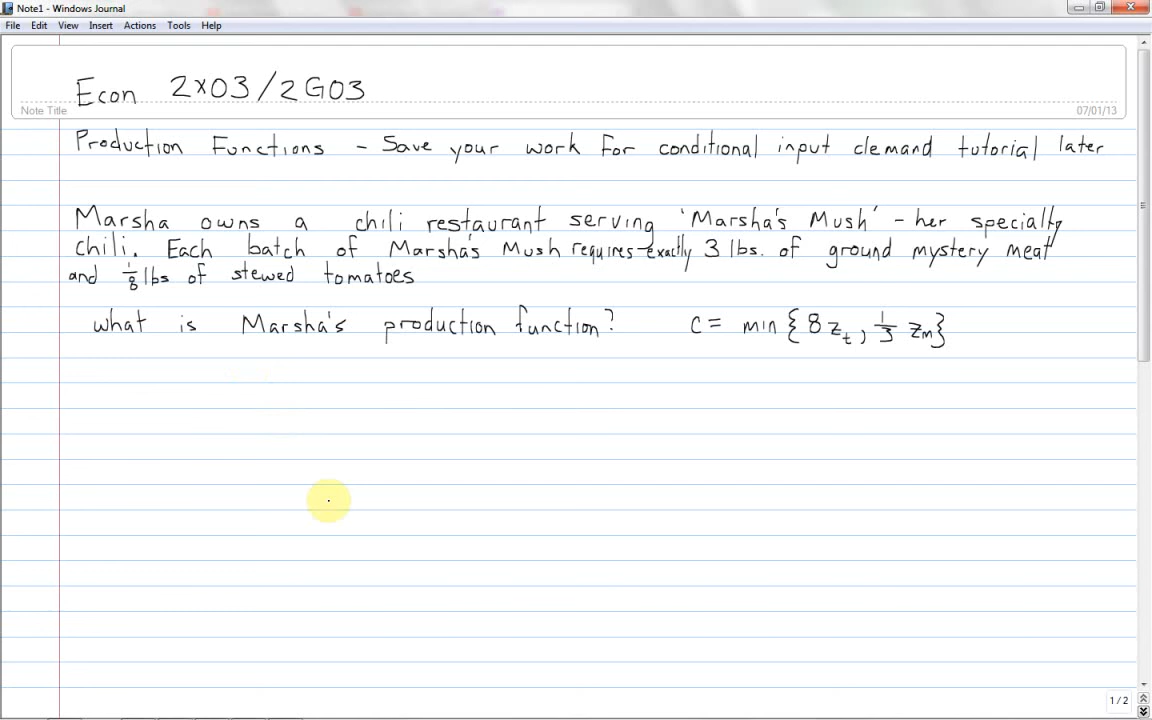 Note1 - Windows Journal
File Edit View Insert Actions Tools Help
Econ 2x03/2G03
Note Title
07/01/13
Production Functions - Save your work for conditional input demand tutorial later
Marsha owns a chili restaurant serving 'Marsha's Mush' - her specialty
chili. Each batch of Marsha's Mush requires exactly 3 lbs. of ground mystery meat
and 1/8 lbs of stewed tomatoes
what is Marsha's production function? c = min{8z_t, 1/3 z_m}
1/2